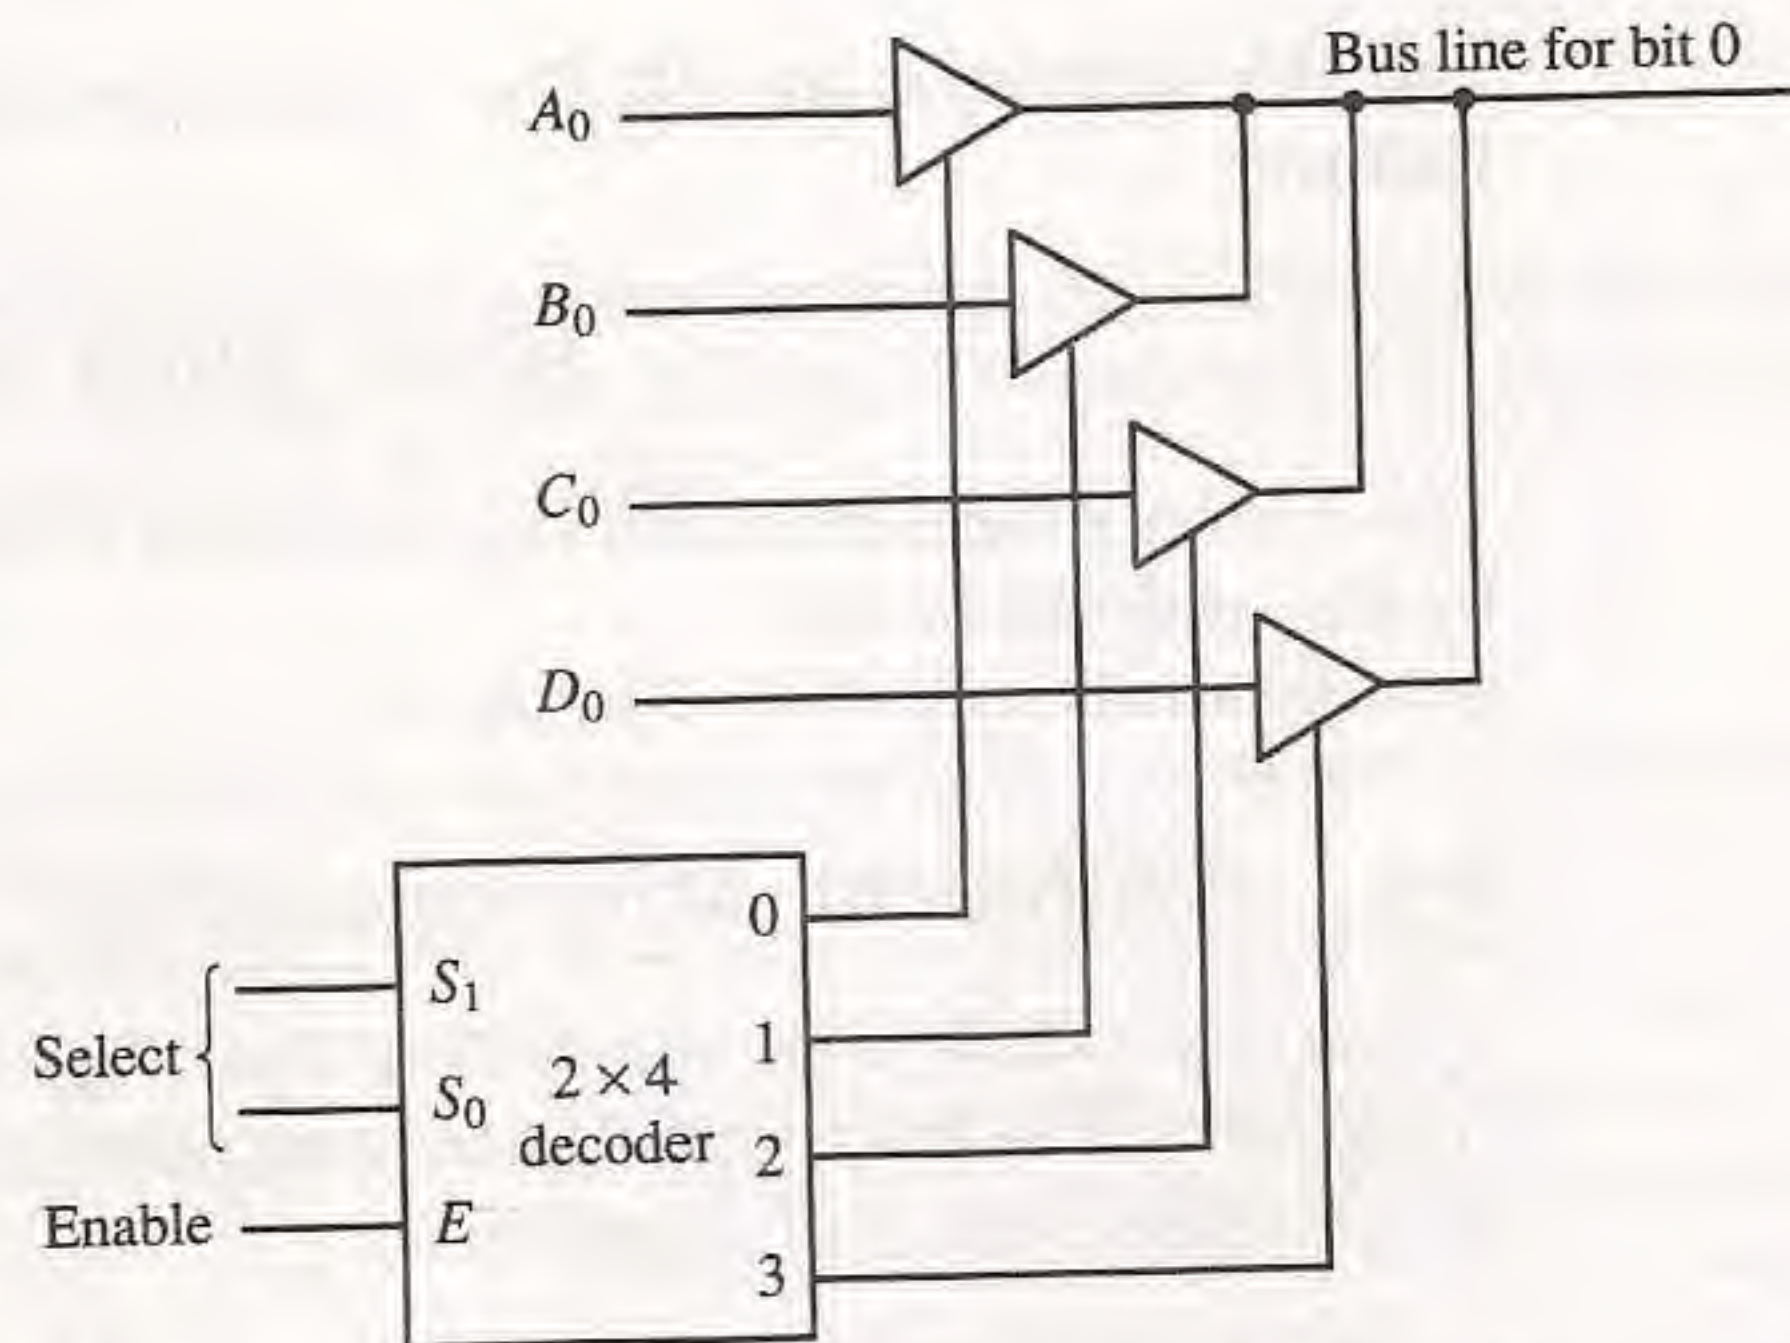 Bus line for bit 0
A0
B0
C0
D0
0
S1
1
Select
2 × 4
S0
decoder
2
Enable
E
3